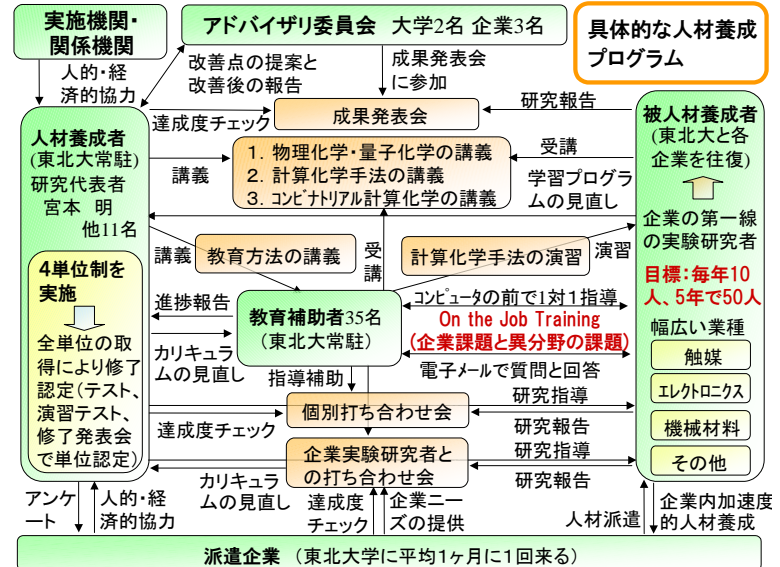 実施機関・
関係機関
アドバイザリ委員会 大学2名 企業3名
具体的な人材養成
プログラム
人的・経
済的協力
改善点の提案と
改善後の報告
成果発表会
に参加
人材養成者
(東北大常駐)
研究代表者
宮本 明
他11名
達成度チェック
成果発表会
研究報告
被人材養成者
(東北大と各
企業を往復)
講義
1. 物理化学・量子化学の講義
2. 計算化学手法の講義
3. コンビナトリアル計算化学の講義
受講
学習プログラ
ムの見直し
企業の第一線
の実験研究者
講義
教育方法の講義
受
講
計算化学手法の演習
演習
4単位制を
実施
全単位の取
得により修了
認定(テスト、
演習テスト、
修了発表会
で単位認定)
進捗報告
教育補助者35名
(東北大常駐)
コンピュータの前で1対1指導
On the Job Training
(企業課題と異分野の課題)
電子メールで質問と回答
目標：毎年10
人、5年で50人
カリキュラ
ムの見直し
指導補助
幅広い業種
触媒
エレクトロニクス
機械材料
その他
個別打ち合わせ会
研究指導
研究報告
達成度チェック
企業実験研究者と
の打ち合わせ会
研究指導
研究報告
カリキュラ
ムの見直し
アンケ
ート
人的・経
済的協力
達成度
チェック
企業ニー
ズの提供
人材派遣
企業内加速度
的人材養成
派遣企業 (東北大学に平均1ヶ月に1回来る)